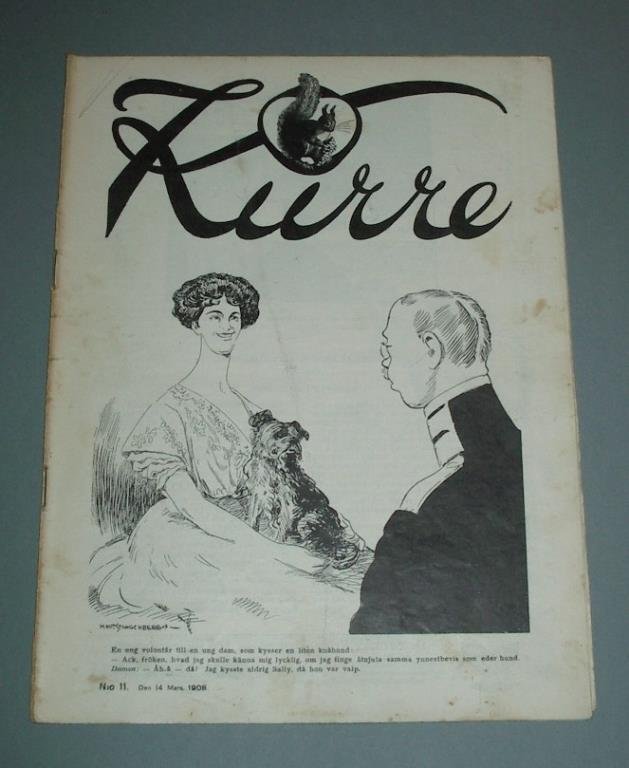 Kurre
En ung volontär till en ung dam, som kysser en liten knähund:
— Ack, fröken, hvad jag skulle känna mig lycklig, om jag finge åtnjuta samma ynnestbevis som eder hund.
Damen: — Åh.å — då! Jag kysste aldrig Sally, då hon var valp.
N:o 11. Den 14 Mars. 1908